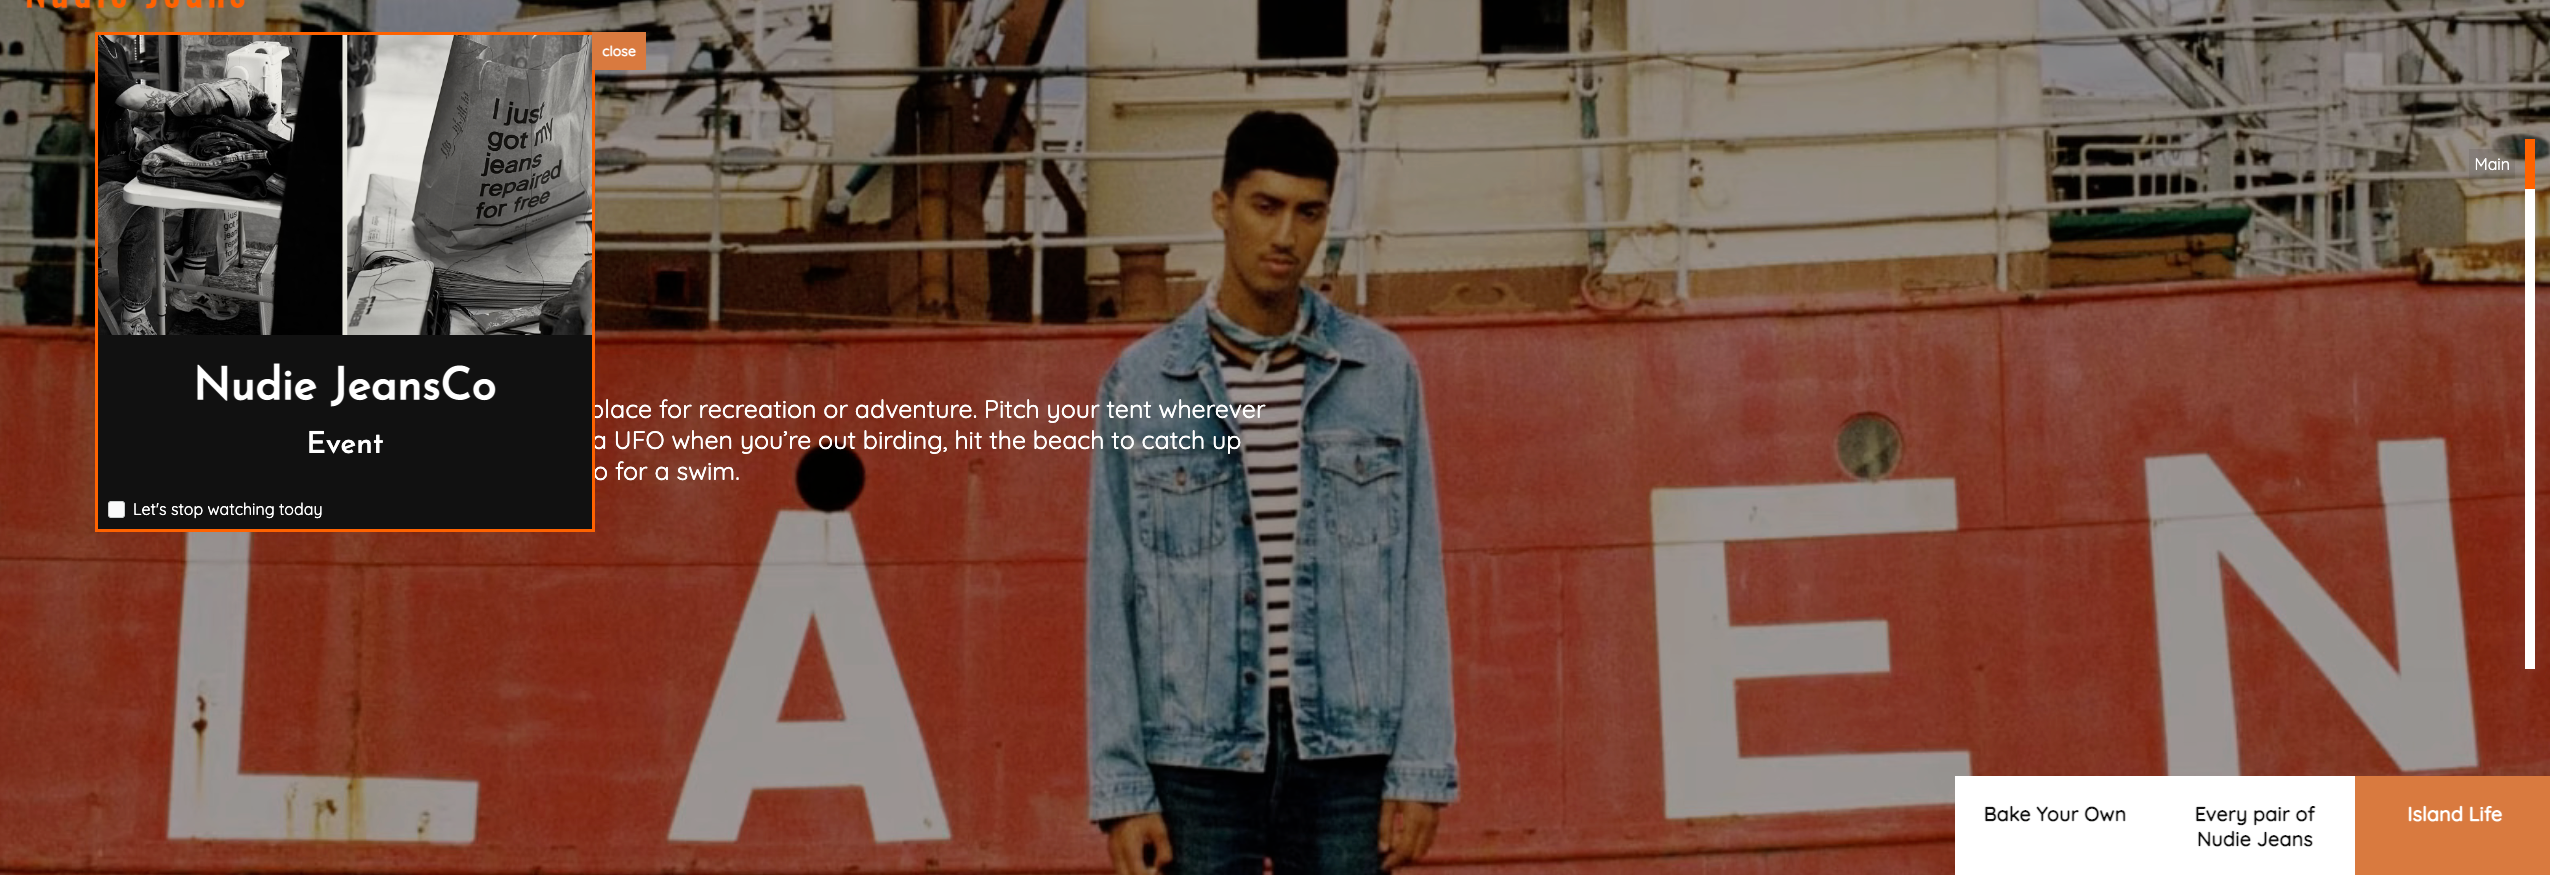 Nudie Jeans
close
I just
got my
jeans
repaired
for free
Main
Nudie JeansCo
Event
place for recreation or adventure. Pitch your tent wherever
a UFO when you’re out birding, hit the beach to catch up
o for a swim.
Let's stop watching today
L A E N
Bake Your Own
Every pair of
Nudie Jeans
Island Life